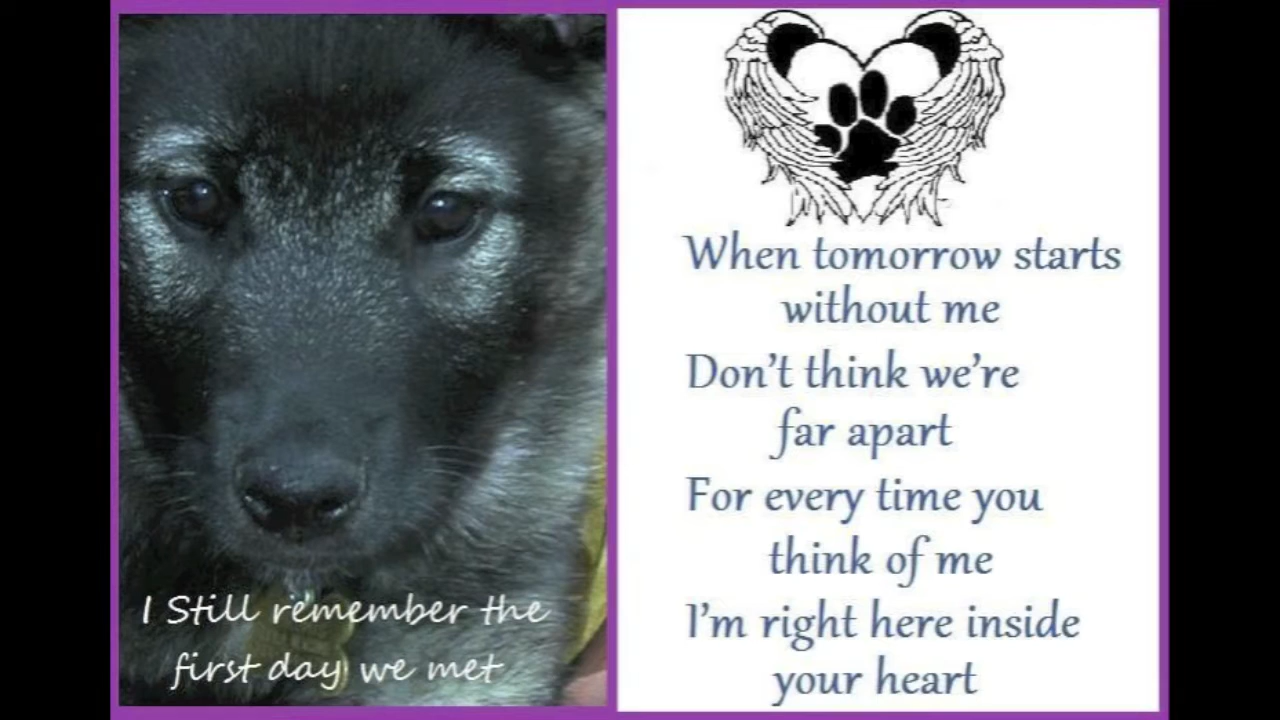 I Still remember the
first day we met
When tomorrow starts
without me
Don't think we're
far apart
For every time you
think of me
I'm right here inside
your heart